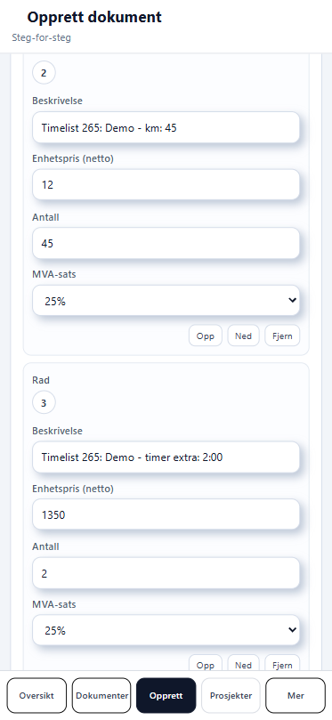 Opprett dokument
Steg-for-steg
2
Beskrivelse
Timelist 265: Demo - km: 45
Enhetspris (netto)
12
Antall
45
MVA-sats
25%
Opp Ned Fjern
Rad
3
Beskrivelse
Timelist 265: Demo - timer extra: 2:00
Enhetspris (netto)
1350
Antall
2
MVA-sats
25%
Opp Ned Fjern
Oversikt Dokumenter Opprett Prosjekter Mer